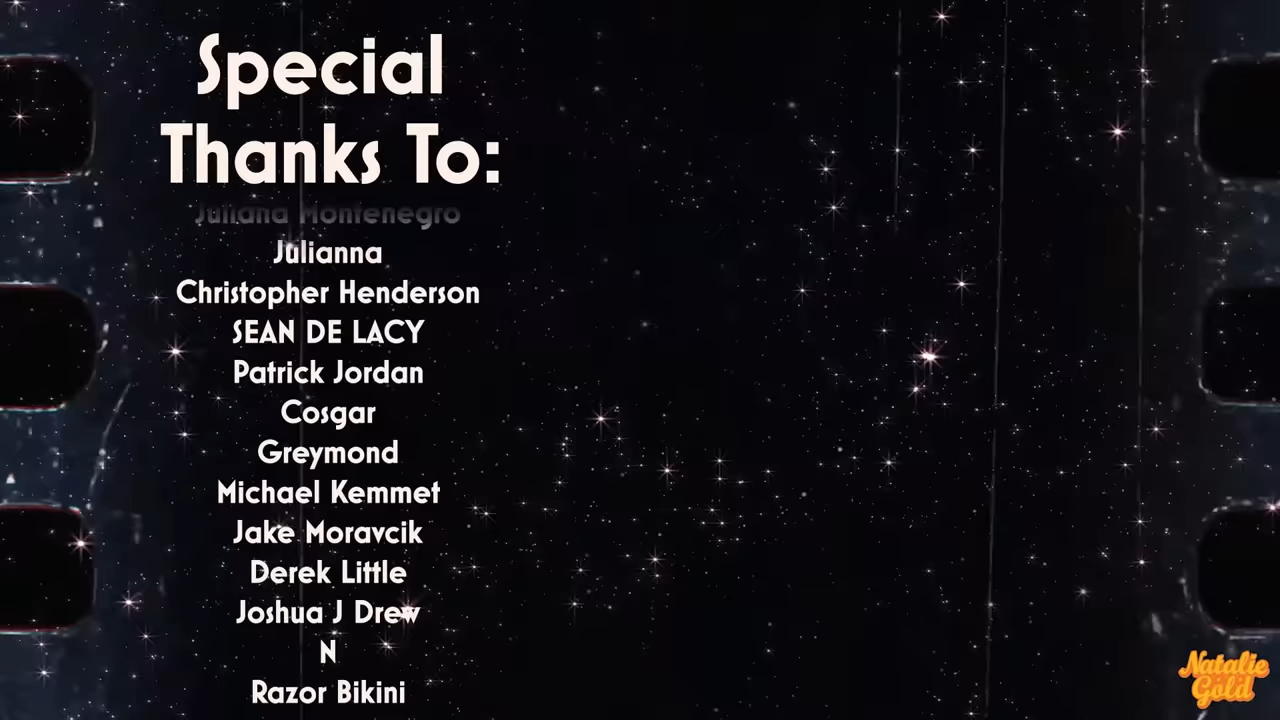 Special
Thanks To:
Juliana Montenegro
Julianna
Christopher Henderson
SEAN DE LACY
Patrick Jordan
Cosgar
Greymond
Michael Kemmet
Jake Moravcik
Derek Little
Joshua J Drew
N
Razor Bikini
Natalie
Gold